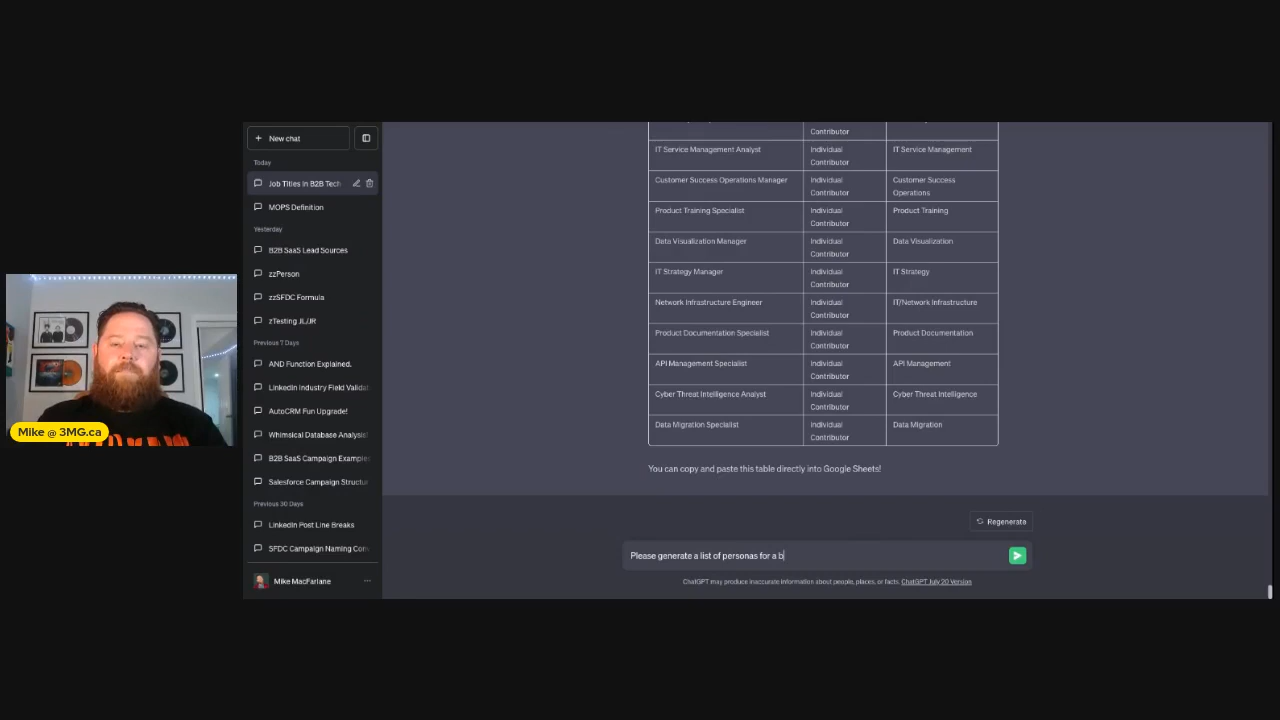 New chat
Today
Job Titles in B2B Tech
MOPS Definition
Yesterday
B2B SaaS Lead Sources
zzPerson
zzSFDC Formula
zTesting JL/JR
Previous 7 Days
AND Function Explained.
LinkedIn Industry Field Validat
AutoCRM Fun Upgrade!
Whimsical Database Analysis!
B2B SaaS Campaign Examples
Salesforce Campaign Structu
Previous 30 Days
LinkedIn Post Line Breaks
SFDC Campaign Naming Con
Mike MacFarlane
Mike @ 3MG.ca
Contributor
IT Service Management Analyst
Individual
Contributor
IT Service Management
Customer Success Operations Manager
Individual
Contributor
Customer Success
Operations
Product Training Specialist
Individual
Contributor
Product Training
Data Visualization Manager
Individual
Contributor
Data Visualization
IT Strategy Manager
Individual
Contributor
IT Strategy
Network Infrastructure Engineer
Individual
Contributor
IT/Network Infrastructure
Product Documentation Specialist
Individual
Contributor
Product Documentation
API Management Specialist
Individual
Contributor
API Management
Cyber Threat Intelligence Analyst
Individual
Contributor
Cyber Threat Intelligence
Data Migration Specialist
Individual
Contributor
Data Migration
You can copy and paste this table directly into Google Sheets!
Regenerate
Please generate a list of personas for a b
ChatGPT may produce inaccurate information about people, places, or facts. ChatGPT July 20 Version